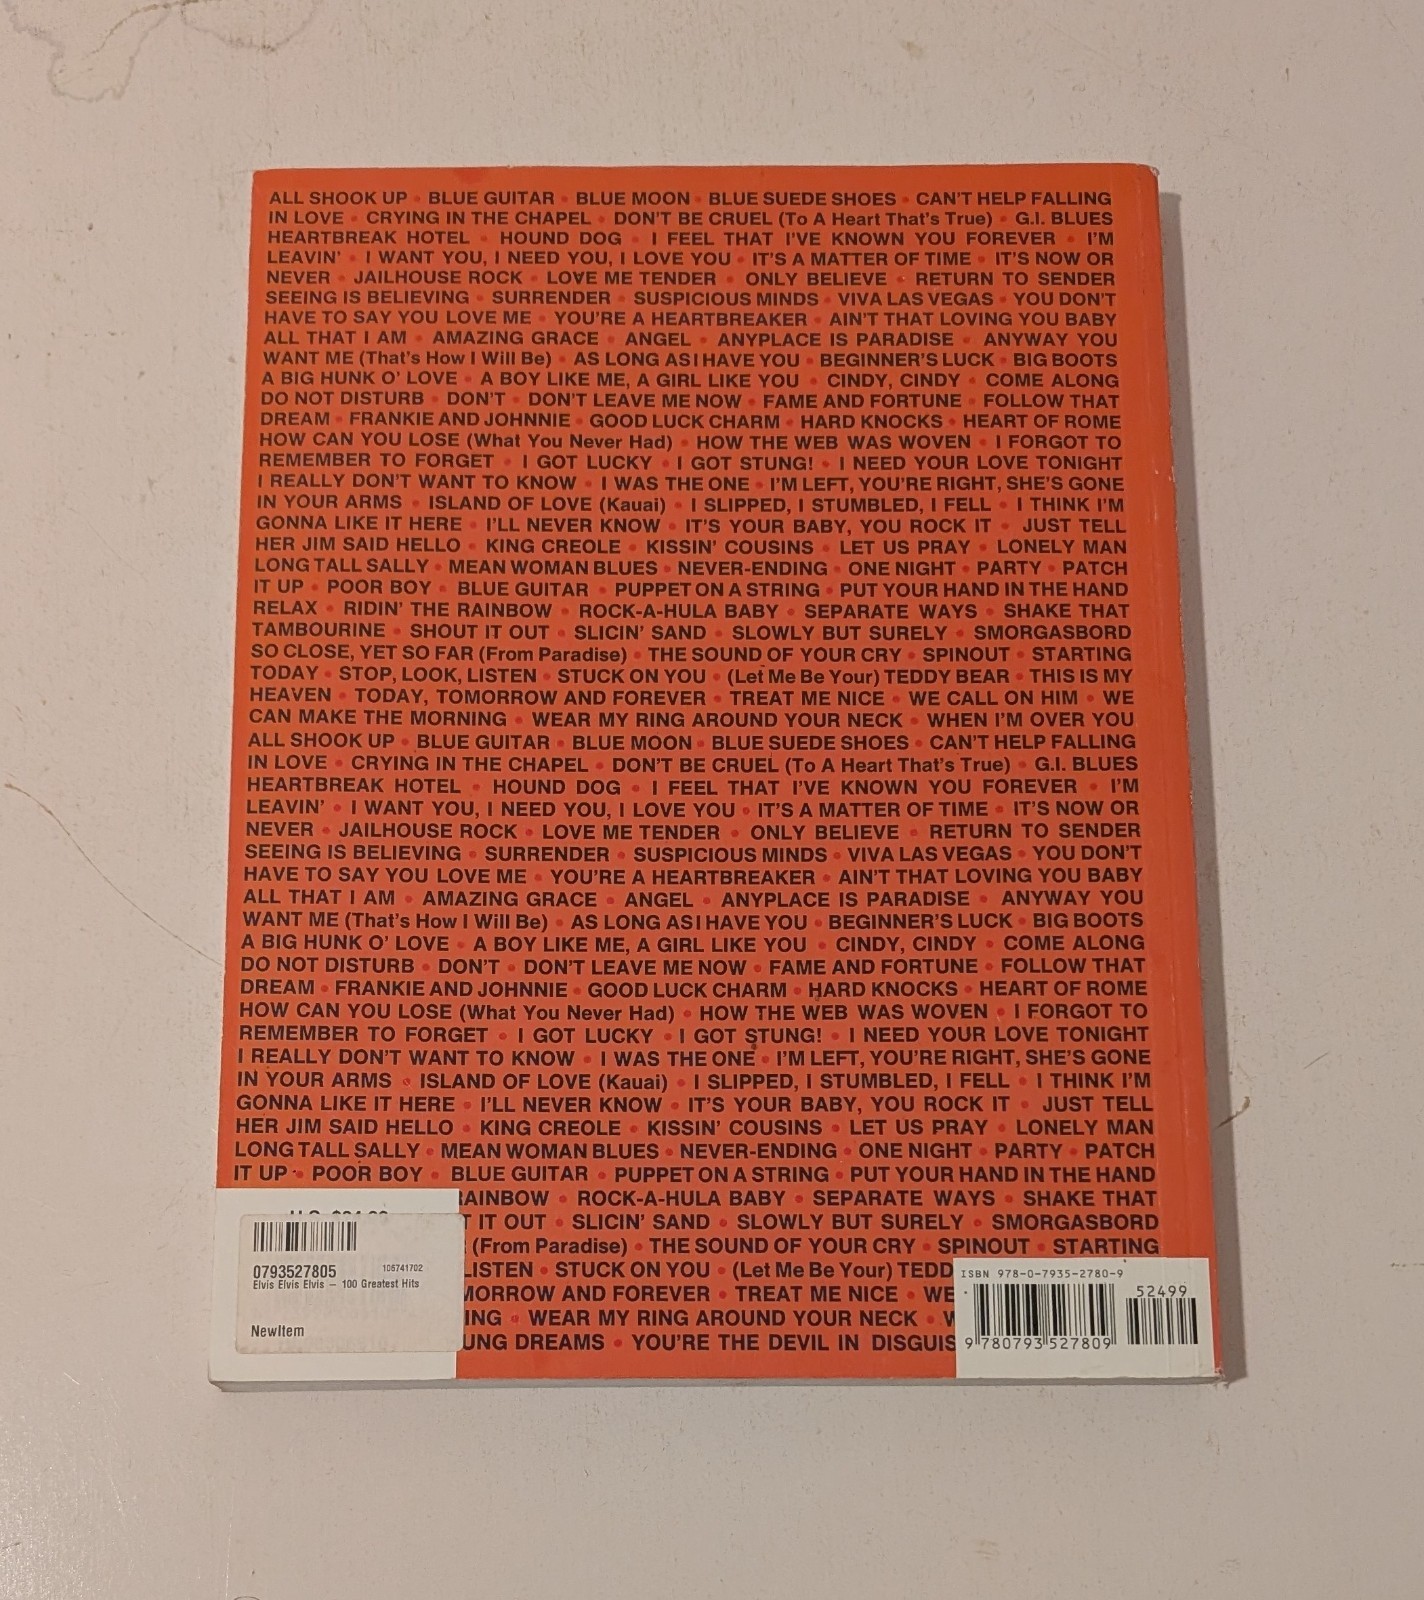 ALL SHOOK UP • BLUE GUITAR • BLUE MOON • BLUE SUEDE SHOES • CAN'T HELP FALLING
IN LOVE • CRYING IN THE CHAPEL • DON'T BE CRUEL (To A Heart That's True) • G.I. BLUES
HEARTBREAK HOTEL • HOUND DOG • I FEEL THAT I'VE KNOWN YOU FOREVER • I'M
LEAVIN' • I WANT YOU, I NEED YOU, I LOVE YOU • IT'S A MATTER OF TIME • IT'S NOW OR
NEVER • JAILHOUSE ROCK • LOVE ME TENDER • ONLY BELIEVE • RETURN TO SENDER
SEEING IS BELIEVING • SURRENDER • SUSPICIOUS MINDS • VIVA LAS VEGAS • YOU DON'T
HAVE TO SAY YOU LOVE ME • YOU'RE A HEARTBREAKER • AIN'T THAT LOVING YOU BABY
ALL THAT I AM • AMAZING GRACE • ANGEL • ANYPLACE IS PARADISE • ANYWAY YOU
WANT ME (That's How I Will Be) • AS LONG AS I HAVE YOU • BEGINNER'S LUCK • BIG BOOTS
A BIG HUNK O' LOVE • A BOY LIKE ME, A GIRL LIKE YOU • CINDY, CINDY • COME ALONG
DO NOT DISTURB • DON'T • DON'T LEAVE ME NOW • FAME AND FORTUNE • FOLLOW THAT
DREAM • FRANKIE AND JOHNNIE • GOOD LUCK CHARM • HARD KNOCKS • HEART OF ROME
HOW CAN YOU LOSE (What You Never Had) • HOW THE WEB WAS WOVEN • I FORGOT TO
REMEMBER TO FORGET • I GOT LUCKY • I GOT STUNG! • I NEED YOUR LOVE TONIGHT
I REALLY DON'T WANT TO KNOW • I WAS THE ONE • I'M LEFT, YOU'RE RIGHT, SHE'S GONE
IN YOUR ARMS • ISLAND OF LOVE (Kauai) • I SLIPPED, I STUMBLED, I FELL • I THINK I'M
GONNA LIKE IT HERE • I'LL NEVER KNOW • IT'S YOUR BABY, YOU ROCK IT • JUST TELL
HER JIM SAID HELLO • KING CREOLE • KISSIN' COUSINS • LET US PRAY • LONELY MAN
LONG TALL SALLY • MEAN WOMAN BLUES • NEVER-ENDING • ONE NIGHT • PARTY • PATCH
IT UP • POOR BOY • BLUE GUITAR • PUPPET ON A STRING • PUT YOUR HAND IN THE HAND
RELAX • RIDIN' THE RAINBOW • ROCK-A-HULA BABY • SEPARATE WAYS • SHAKE THAT
TAMBOURINE • SHOUT IT OUT • SLICIN' SAND • SLOWLY BUT SURELY • SMORGASBORD
SO CLOSE, YET SO FAR (From Paradise) • THE SOUND OF YOUR CRY • SPINOUT • STARTING
TODAY • STOP, LOOK, LISTEN • STUCK ON YOU • (Let Me Be Your) TEDDY BEAR • THIS IS MY
HEAVEN • TODAY, TOMORROW AND FOREVER • TREAT ME NICE • WE CALL ON HIM • WE
CAN MAKE THE MORNING • WEAR MY RING AROUND YOUR NECK • WHEN I'M OVER YOU
ALL SHOOK UP • BLUE GUITAR • BLUE MOON • BLUE SUEDE SHOES • CAN'T HELP FALLING
IN LOVE • CRYING IN THE CHAPEL • DON'T BE CRUEL (To A Heart That's True) • G.I. BLUES
HEARTBREAK HOTEL • HOUND DOG • I FEEL THAT I'VE KNOWN YOU FOREVER • I'M
LEAVIN' • I WANT YOU, I NEED YOU, I LOVE YOU • IT'S A MATTER OF TIME • IT'S NOW OR
NEVER • JAILHOUSE ROCK • LOVE ME TENDER • ONLY BELIEVE • RETURN TO SENDER
SEEING IS BELIEVING • SURRENDER • SUSPICIOUS MINDS • VIVA LAS VEGAS • YOU DON'T
HAVE TO SAY YOU LOVE ME • YOU'RE A HEARTBREAKER • AIN'T THAT LOVING YOU BABY
ALL THAT I AM • AMAZING GRACE • ANGEL • ANYPLACE IS PARADISE • ANYWAY YOU
WANT ME (That's How I Will Be) • AS LONG AS I HAVE YOU • BEGINNER'S LUCK • BIG BOOTS
A BIG HUNK O' LOVE • A BOY LIKE ME, A GIRL LIKE YOU • CINDY, CINDY • COME ALONG
DO NOT DISTURB • DON'T • DON'T LEAVE ME NOW • FAME AND FORTUNE • FOLLOW THAT
DREAM • FRANKIE AND JOHNNIE • GOOD LUCK CHARM • HARD KNOCKS • HEART OF ROME
HOW CAN YOU LOSE (What You Never Had) • HOW THE WEB WAS WOVEN • I FORGOT TO
REMEMBER TO FORGET • I GOT LUCKY • I GOT STUNG! • I NEED YOUR LOVE TONIGHT
I REALLY DON'T WANT TO KNOW • I WAS THE ONE • I'M LEFT, YOU'RE RIGHT, SHE'S GONE
IN YOUR ARMS • ISLAND OF LOVE (Kauai) • I SLIPPED, I STUMBLED, I FELL • I THINK I'M
GONNA LIKE IT HERE • I'LL NEVER KNOW • IT'S YOUR BABY, YOU ROCK IT • JUST TELL
HER JIM SAID HELLO • KING CREOLE • KISSIN' COUSINS • LET US PRAY • LONELY MAN
LONG TALL SALLY • MEAN WOMAN BLUES • NEVER-ENDING • ONE NIGHT • PARTY • PATCH
IT UP • POOR BOY • BLUE GUITAR • PUPPET ON A STRING • PUT YOUR HAND IN THE HAND
RAINBOW • ROCK-A-HULA BABY • SEPARATE WAYS • SHAKE THAT
T IT OUT • SLICIN' SAND • SLOWLY BUT SURELY • SMORGASBORD
(From Paradise) • THE SOUND OF YOUR CRY • SPINOUT • STARTING
LISTEN • STUCK ON YOU • (Let Me Be Your) TEDD
MORROW AND FOREVER • TREAT ME NICE • WE
ING • WEAR MY RING AROUND YOUR NECK •
UNG DREAMS • YOU'RE THE DEVIL IN DISGUIS
0793527805 106741702
Elvis Elvis Elvis – 100 Greatest Hits
NewItem
ISBN 978-0-7935-2780-9
52499
9 780793 527809